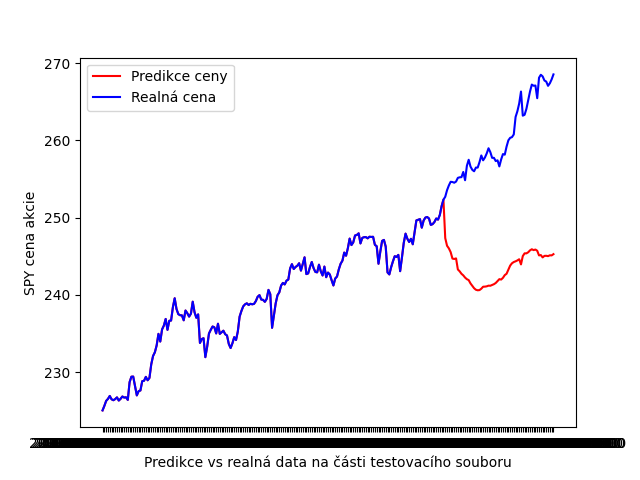 270
260
250
240
230
SPY cena akcie
Predikce ceny
Realná cena
Predikce vs realná data na části testovacího souboru